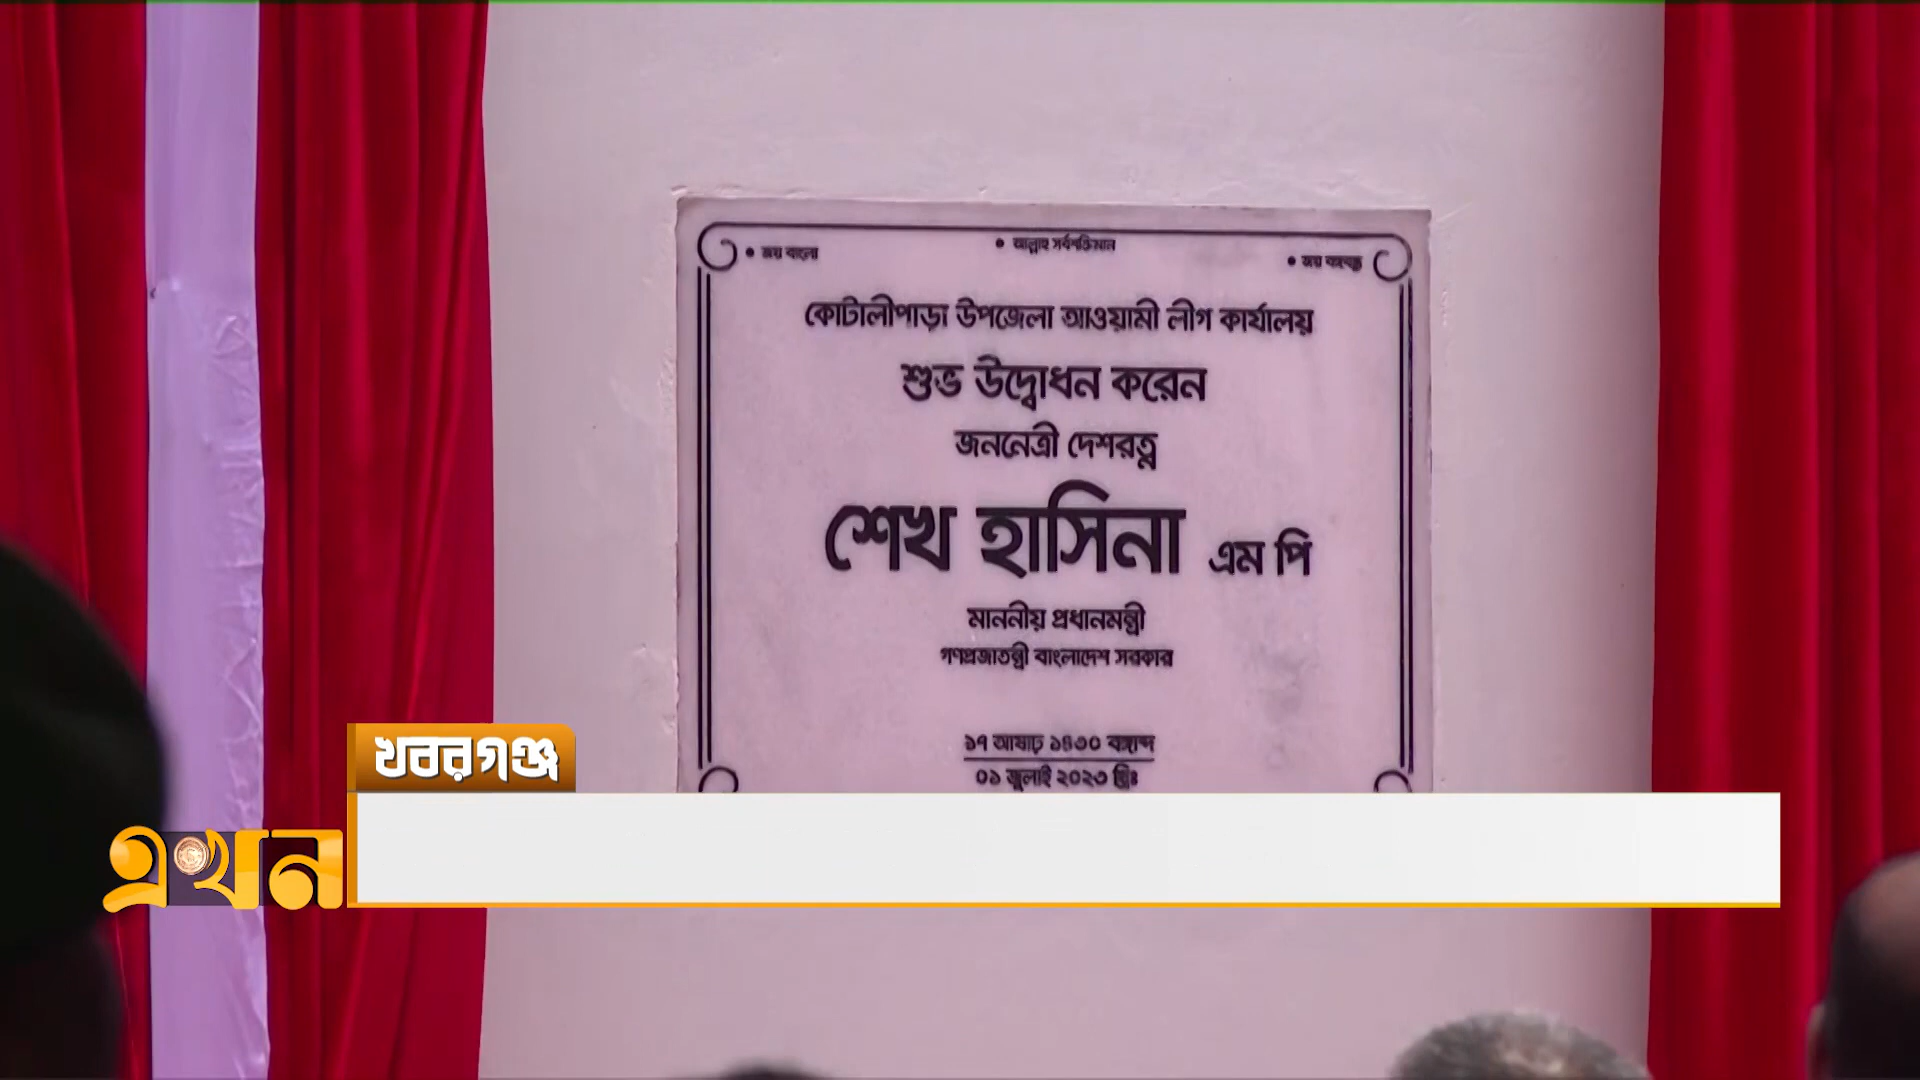 • জয় বাংলা
• আল্লাহ সর্বশক্তিমান
• জয় বঙ্গবন্ধু
কোটালীপাড়া উপজেলা আওয়ামী লীগ কার্যালয়
শুভ উদ্বোধন করেন
জননেত্রী দেশরত্ন
শেখ হাসিনা এম পি
মাননীয় প্রধানমন্ত্রী
গণপ্রজাতন্ত্রী বাংলাদেশ সরকার
১৭ আষাঢ় ১৪৩০ বঙ্গাব্দ
০১ জুলাই ২০২৩ খ্রিঃ
খবরগঞ্জ
এখন